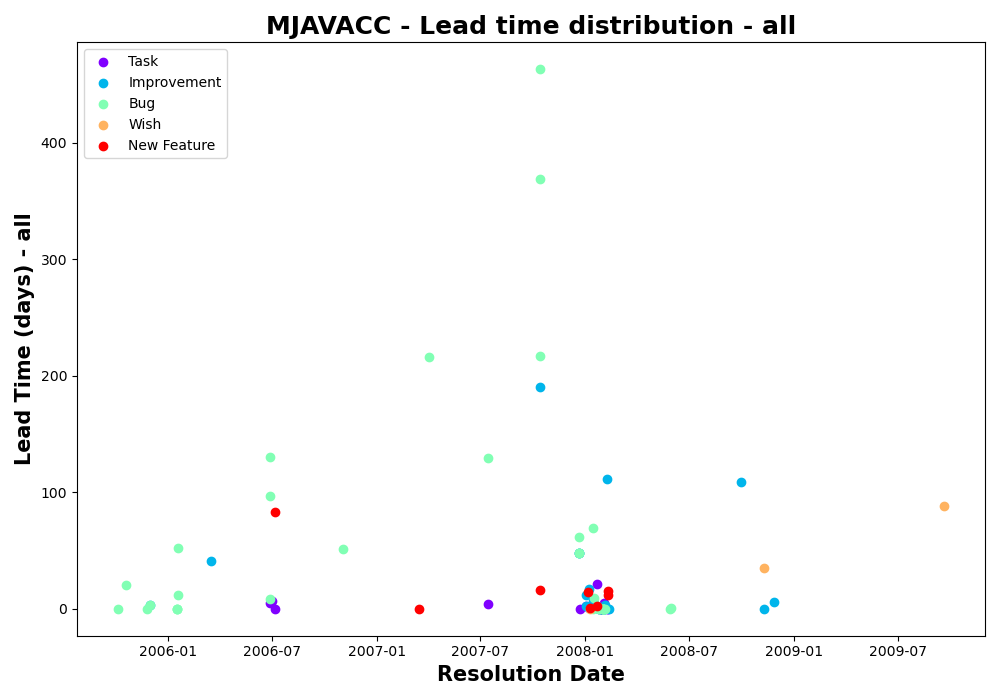 MJAVACC - Lead time distribution - all
Task
Improvement
Bug
Wish
New Feature
Lead Time (days) - all
400
300
200
100
0
2006-01 2006-07 2007-01 2007-07 2008-01 2008-07 2009-01 2009-07
Resolution Date